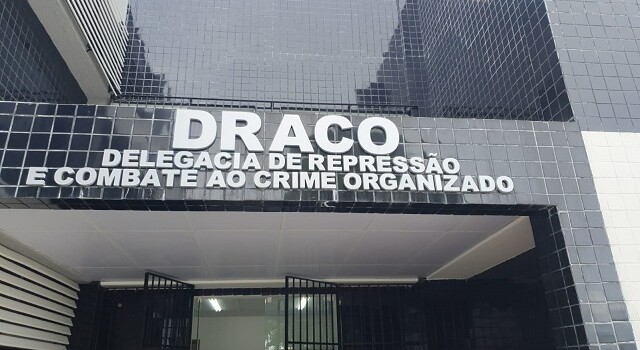 DRACO
DELEGACIA DE REPRESSÃO
E COMBATE AO CRIME ORGANIZADO